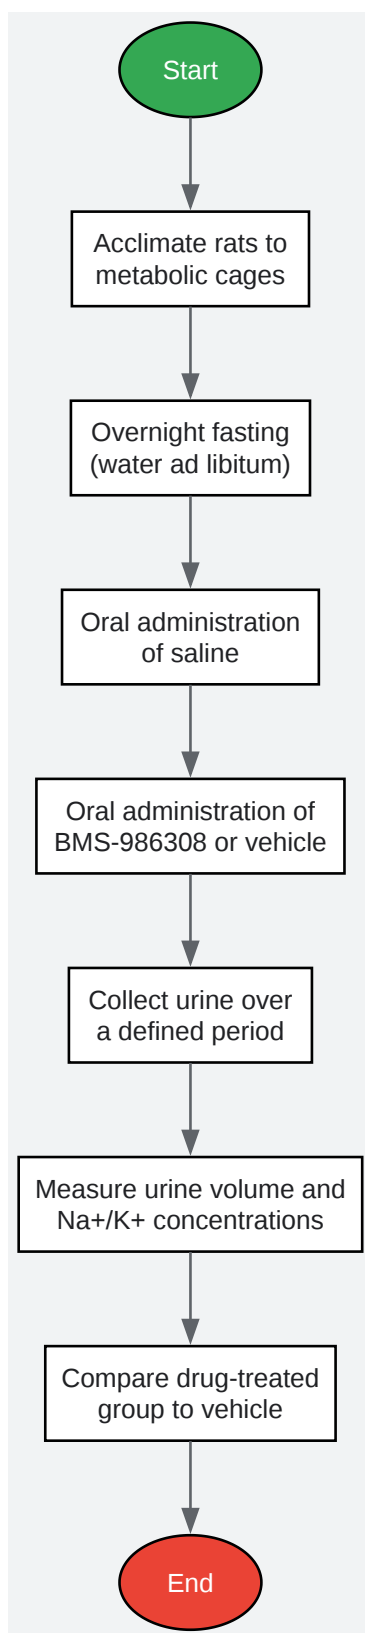 Start
Acclimate rats to
metabolic cages
Overnight fasting
(water ad libitum)
Oral administration
of saline
Oral administration of
BMS-986308 or vehicle
Collect urine over
a defined period
Measure urine volume and
Na+/K+ concentrations
Compare drug-treated
group to vehicle
End